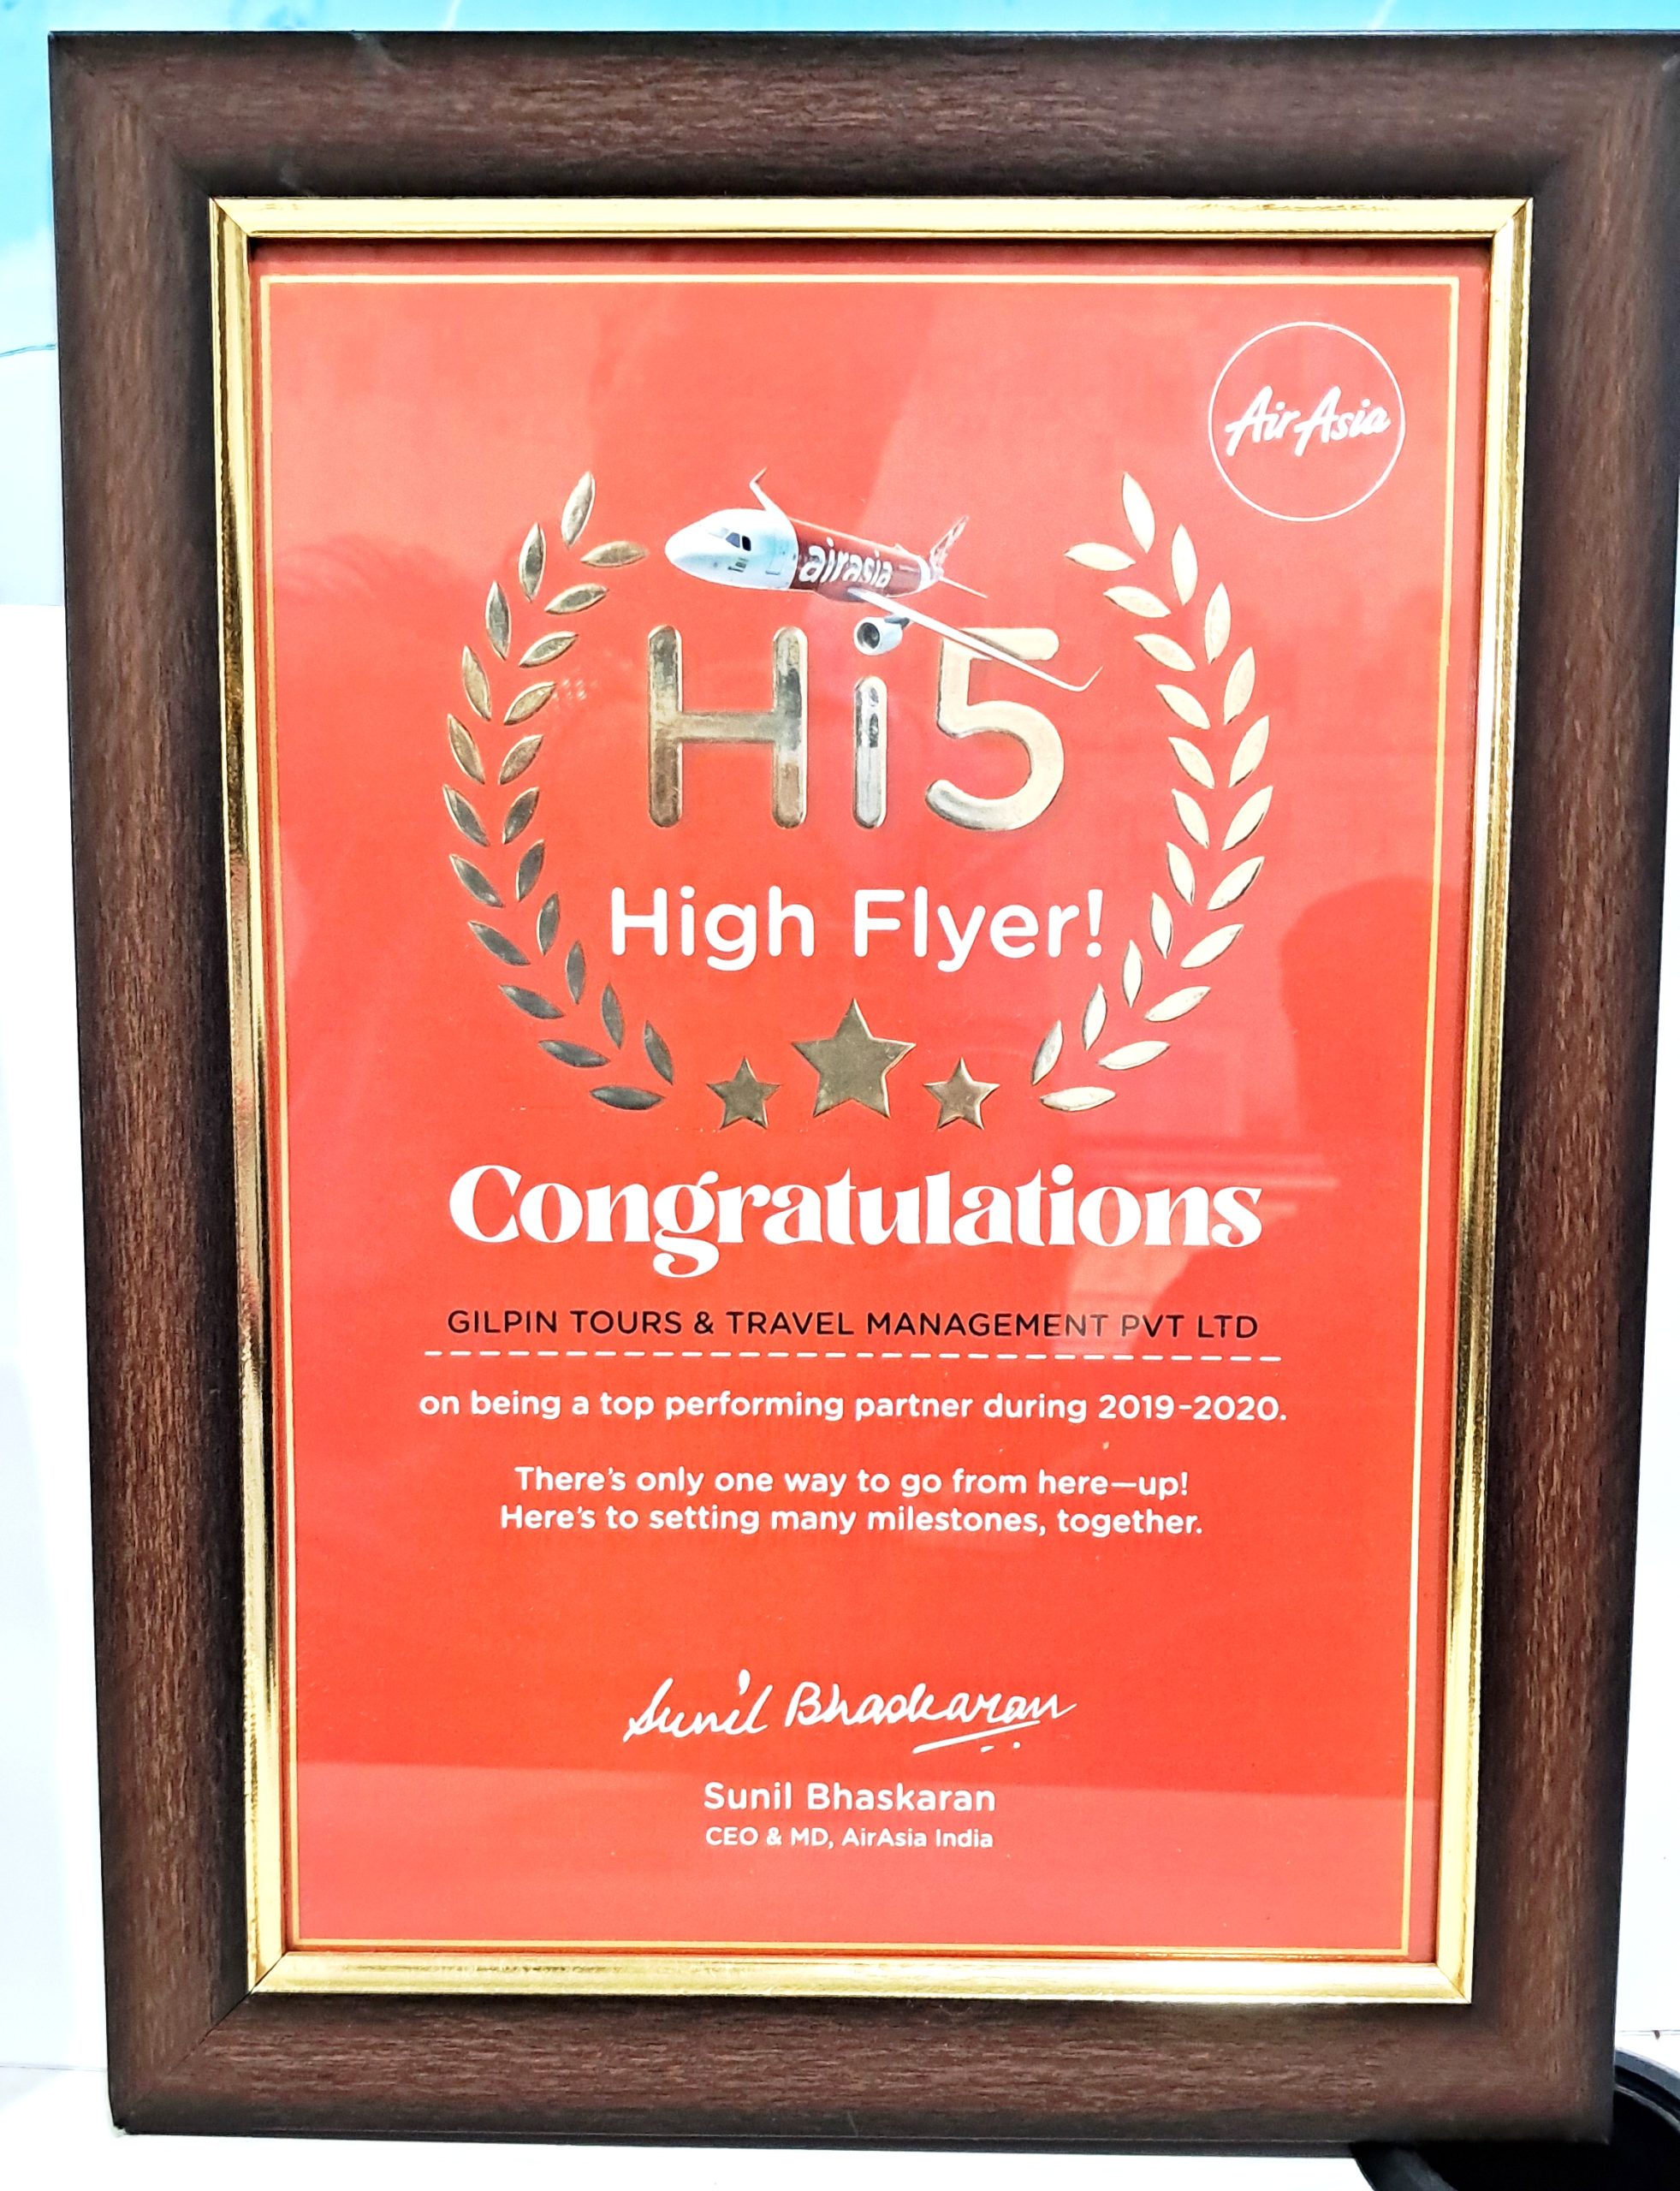 AirAsia
airasia
Hi5
High Flyer!
Congratulations
GILPIN TOURS & TRAVEL MANAGEMENT PVT LTD
on being a top performing partner during 2019-2020.
There's only one way to go from here—up!
Here's to setting many milestones, together.
Sunil Bhaskaran
Sunil Bhaskaran
CEO & MD, AirAsia India